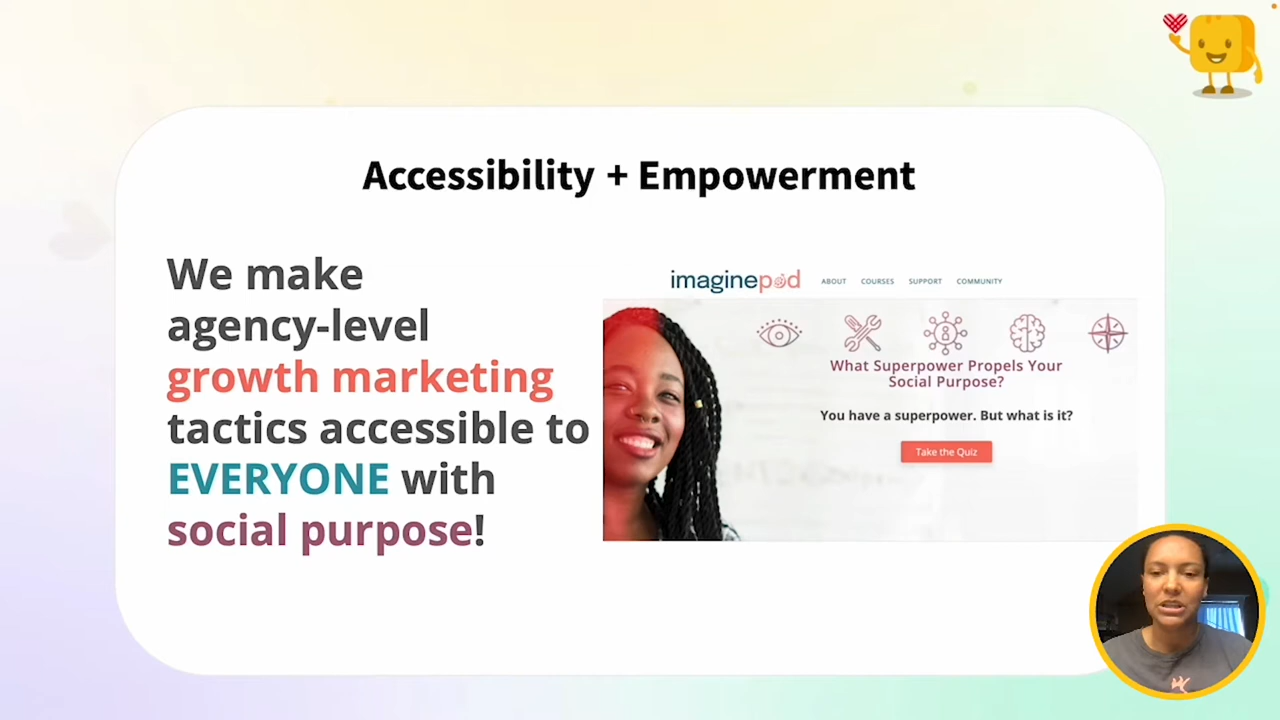 Accessibility + Empowerment
We make
agency-level
growth marketing
tactics accessible to
EVERYONE with
social purpose!
imaginepod ABOUT COURSES SUPPORT COMMUNITY
What Superpower Propels Your
Social Purpose?
You have a superpower. But what is it?
Take the Quiz